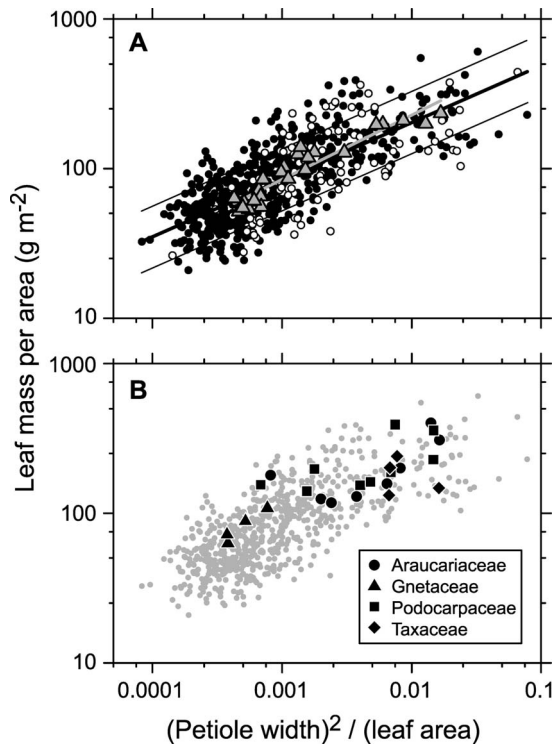 1000
A
100
10
Leaf mass per area (g m⁻²)
1000
B
100
Araucariaceae
Gnetaceae
Podocarpaceae
Taxaceae
10
0.0001 0.001 0.01 0.1
(Petiole width)² / (leaf area)